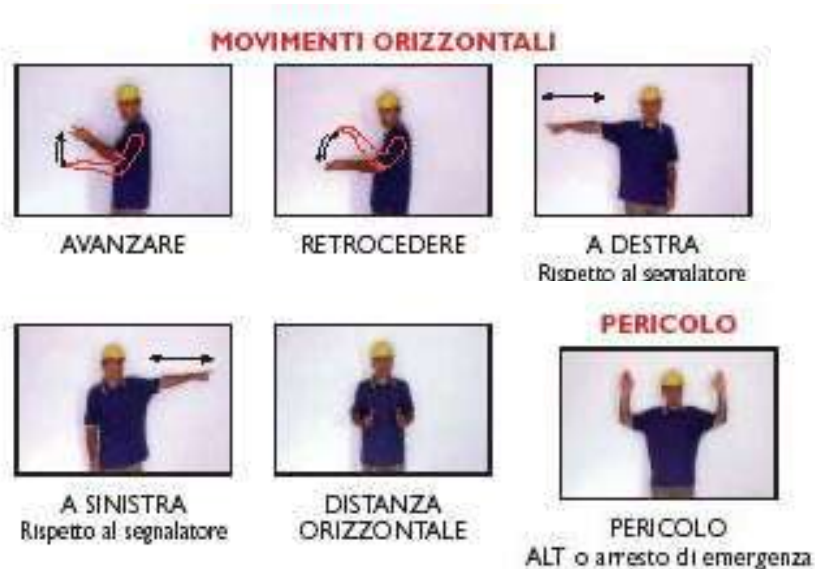 MOVIMENTI ORIZZONTALI
AVANZARE
RETROCEDERE
A DESTRA
Rispetto al segnalatore
A SINISTRA
Rispetto al segnalatore
DISTANZA
ORIZZONTALE
PERICOLO
PERICOLO
ALT o arresto di emergenza